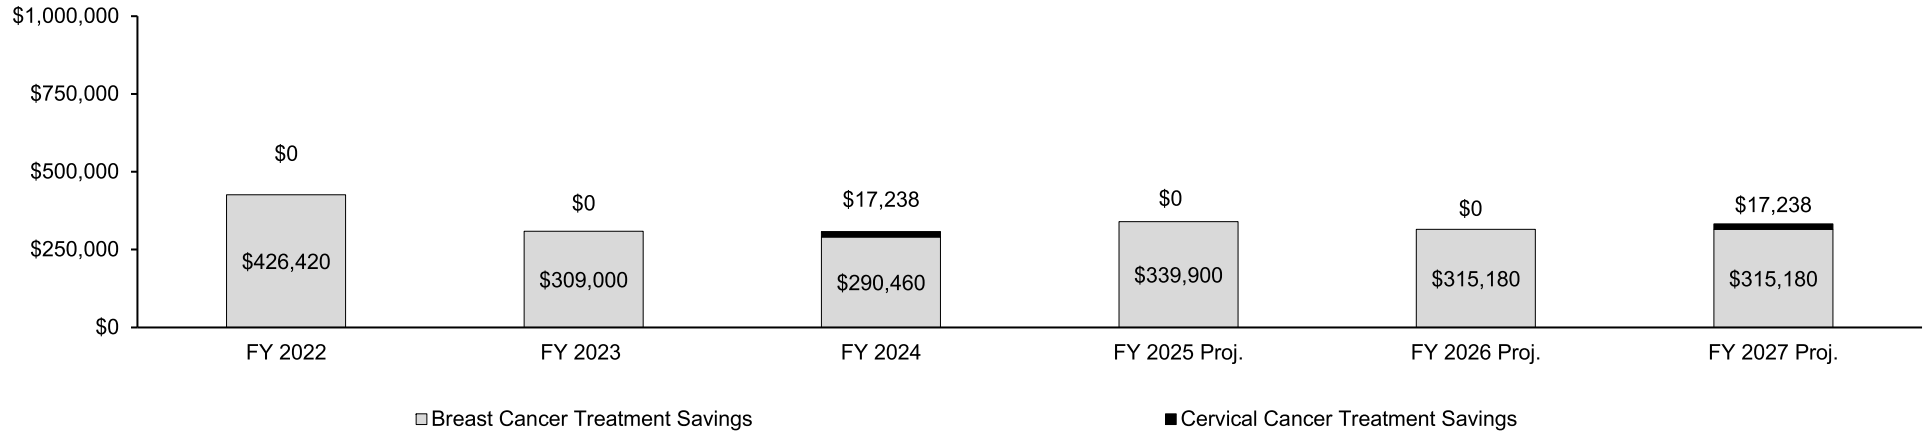 $1,000,000
$750,000
$500,000
$250,000
$0
$0
$0
$17,238
$0
$0
$17,238
$426,420
$309,000
$290,460
$339,900
$315,180
$315,180
FY 2022
FY 2023
FY 2024
FY 2025 Proj.
FY 2026 Proj.
FY 2027 Proj.
Breast Cancer Treatment Savings
Cervical Cancer Treatment Savings